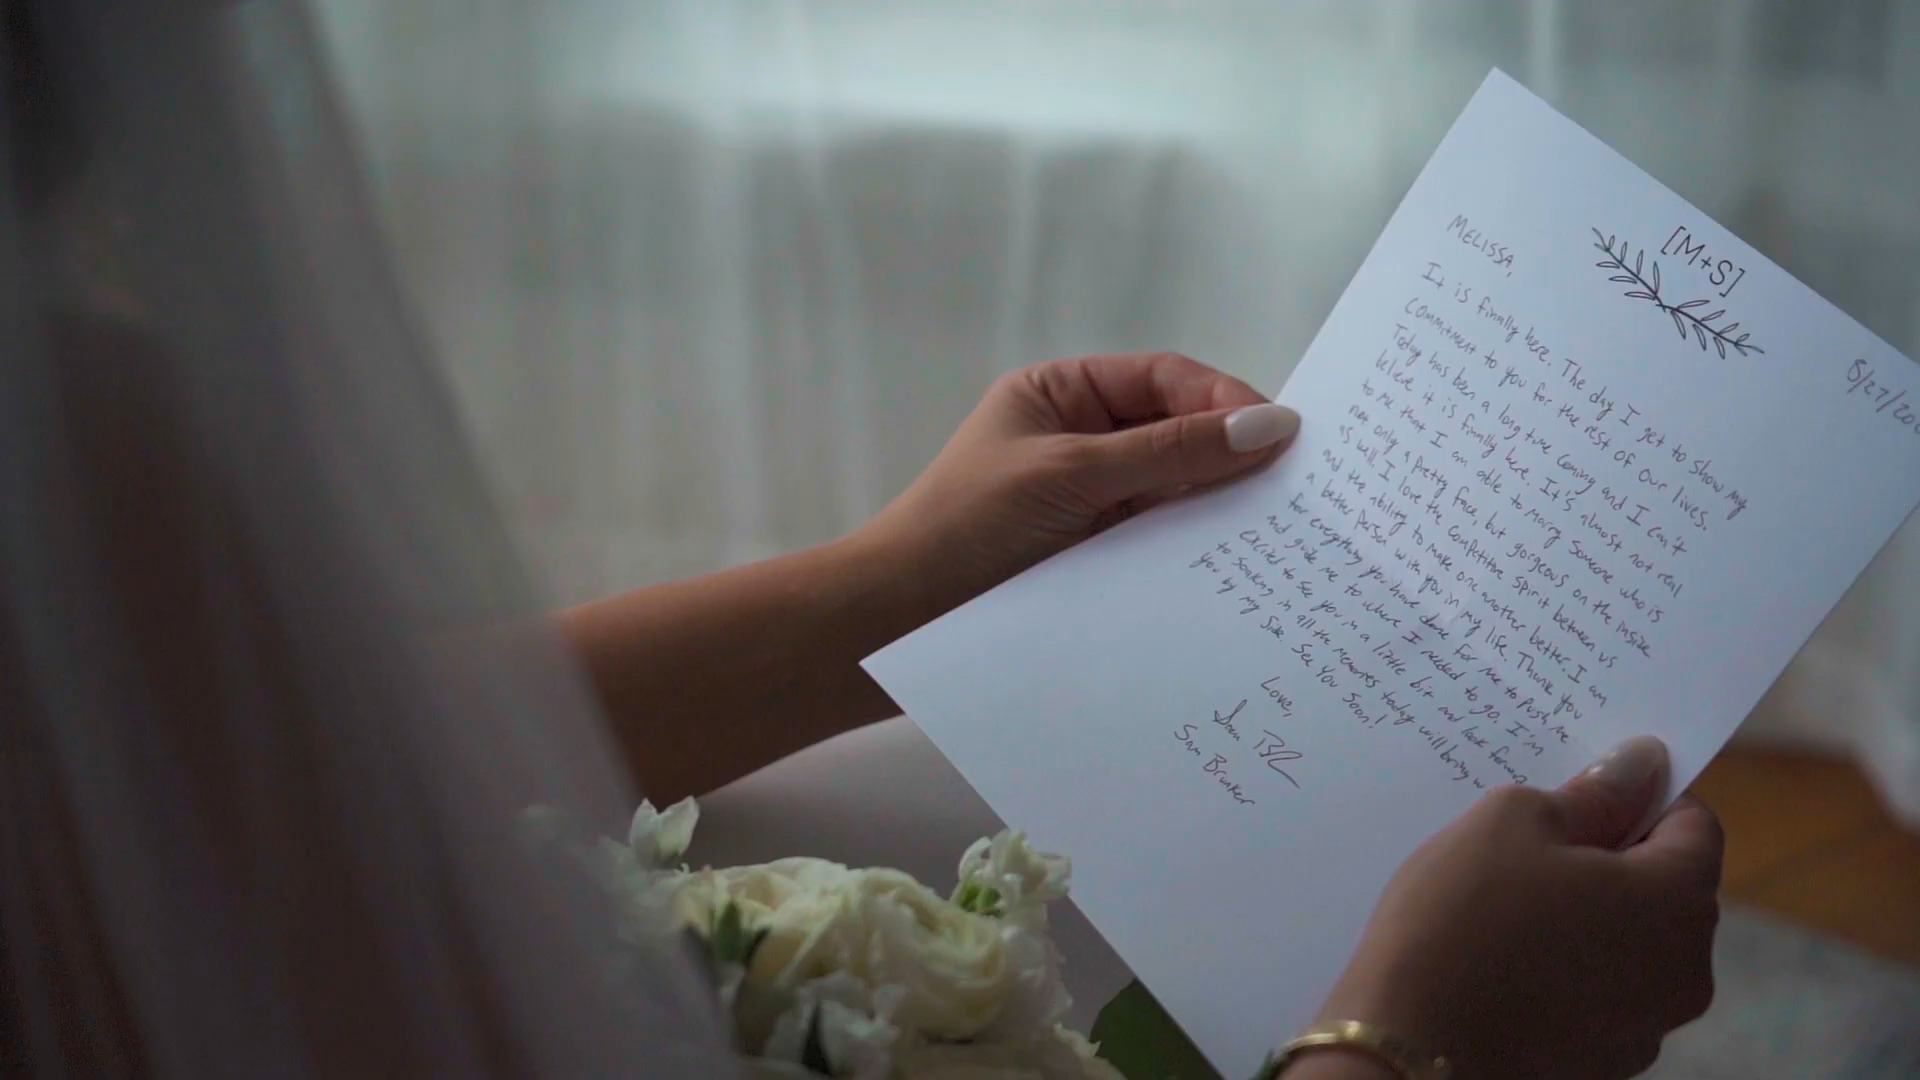 [M+S]
8/27/20
MELISSA,
It is finally here. The day I get to show my
commitment to you for the rest of our lives.
Today has been a long time coming and I can't
believe it is finally here. It's almost not real
to me that I am able to marry someone who is
not only a pretty face, but gorgeous on the inside
as well. I love the competitive spirit between us
and the ability to make one another better. I am
a better person with you in my life. Thank you
for everything you have done for me to push me
and guide me to where I needed to go. I'm
excited to see you in a little bit and look forward
to soaking in all the memories today will bring w
you by my side. See you soon!
Love,
Sam Brunker